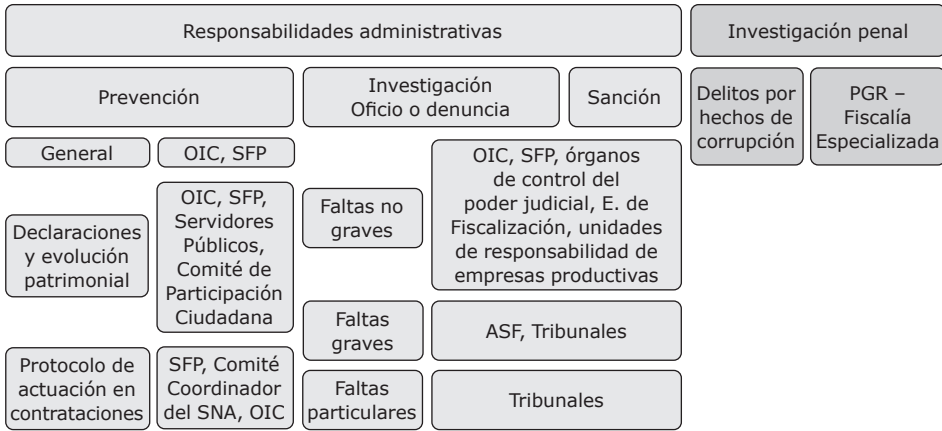 Responsabilidades administrativas
Investigación penal
Prevención
Investigación
Oficio o denuncia
Sanción
Delitos por
hechos de
corrupción
PGR –
Fiscalía
Especializada
General
OIC, SFP
Declaraciones
y evolución
patrimonial
OIC, SFP,
Servidores
Públicos,
Comité de
Participación
Ciudadana
Protocolo de
actuación en
contrataciones
SFP, Comité
Coordinador
del SNA, OIC
Faltas no
graves
OIC, SFP, órganos
de control del
poder judicial, E. de
Fiscalización, unidades
de responsabilidad de
empresas productivas
Faltas
graves
ASF, Tribunales
Faltas
particulares
Tribunales